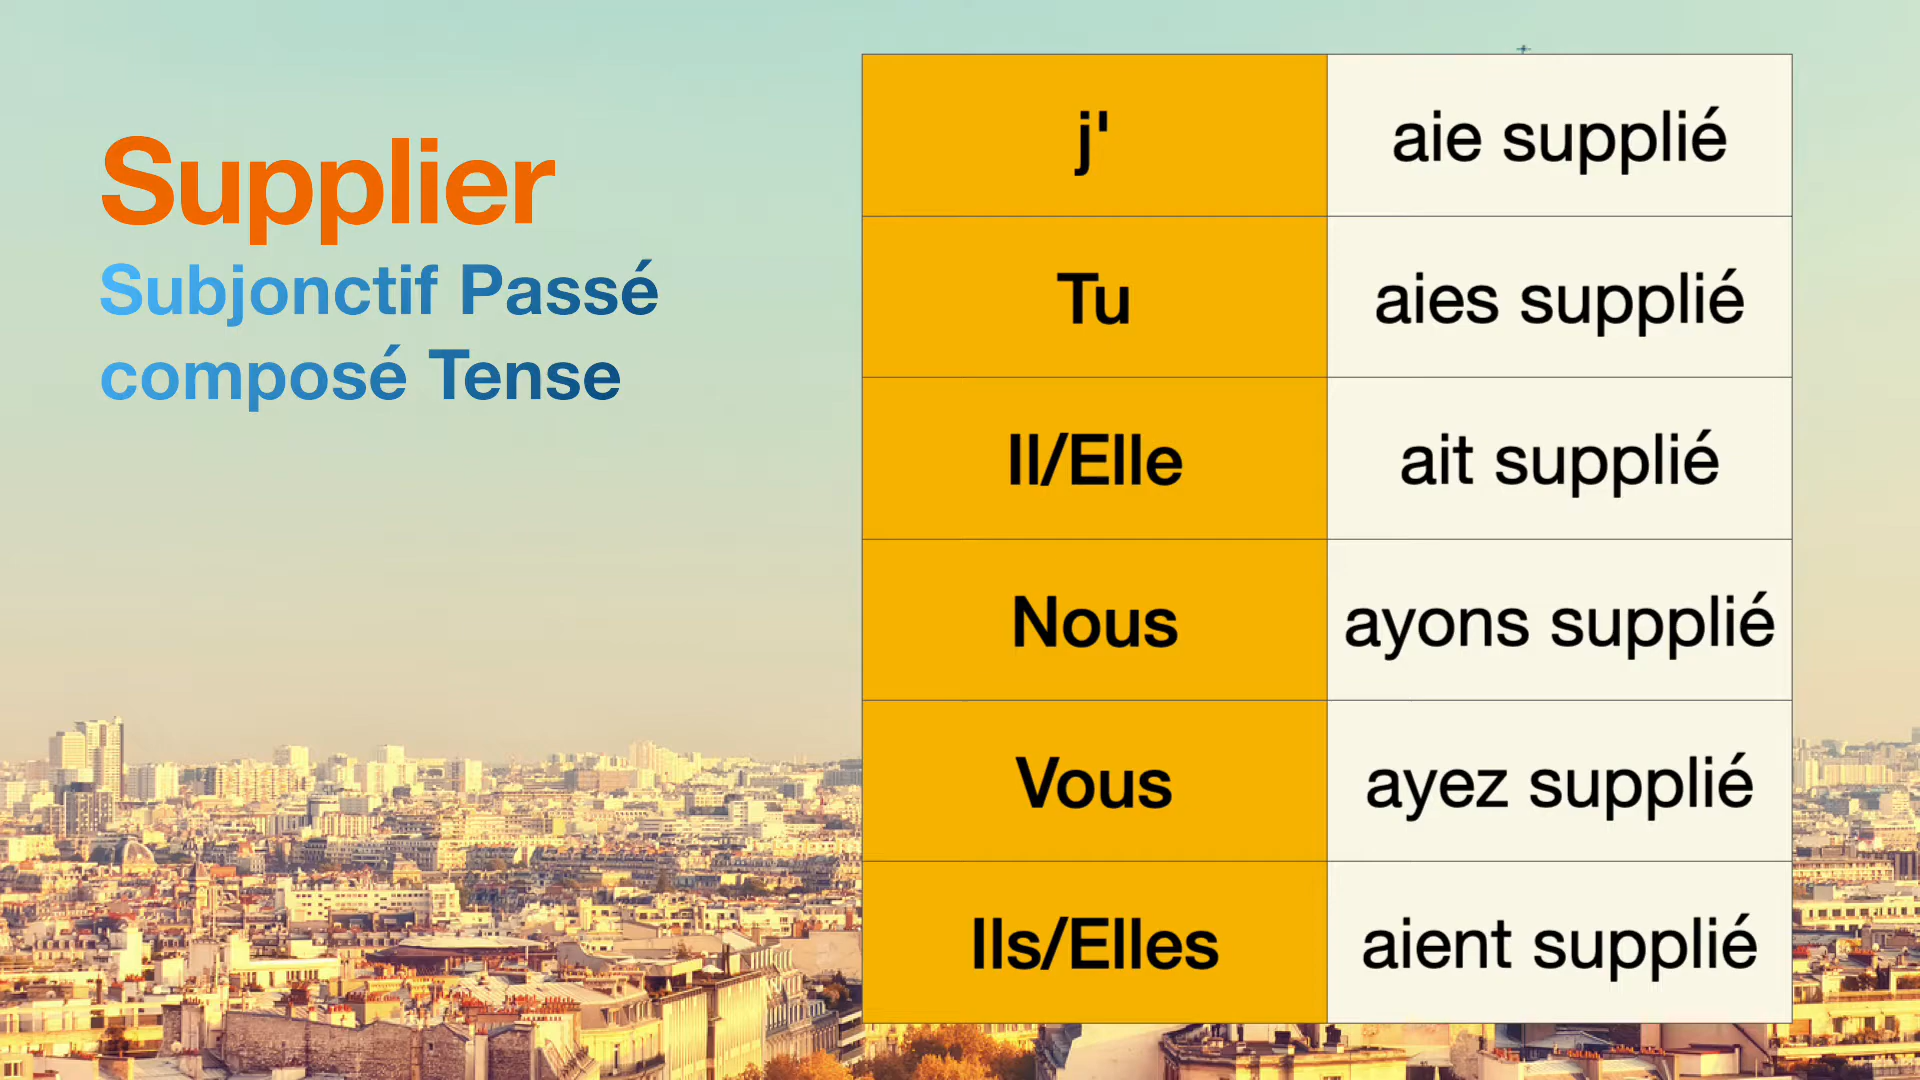 Supplier
Subjonctif Passé
composé Tense
j' aie supplié
Tu aies supplié
Il/Elle ait supplié
Nous ayons supplié
Vous ayez supplié
Ils/Elles aient supplié